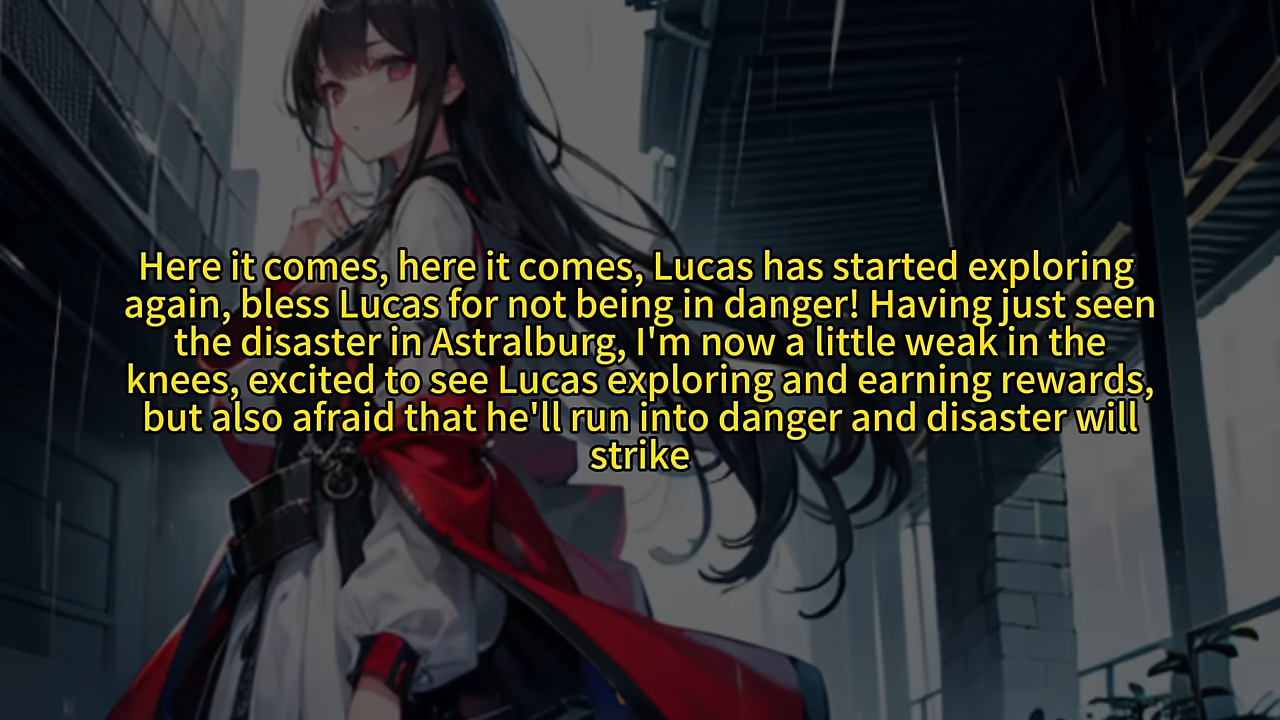 Here it comes, here it comes, Lucas has started exploring
again, bless Lucas for not being in danger! Having just seen
the disaster in Astralburg, I'm now a little weak in the
knees, excited to see Lucas exploring and earning rewards,
but also afraid that he'll run into danger and disaster will
strike